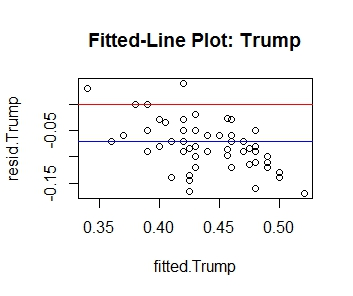 Fitted-Line Plot: Trump
resid.Trump
-0.05
-0.15
0.35 0.40 0.45 0.50
fitted.Trump